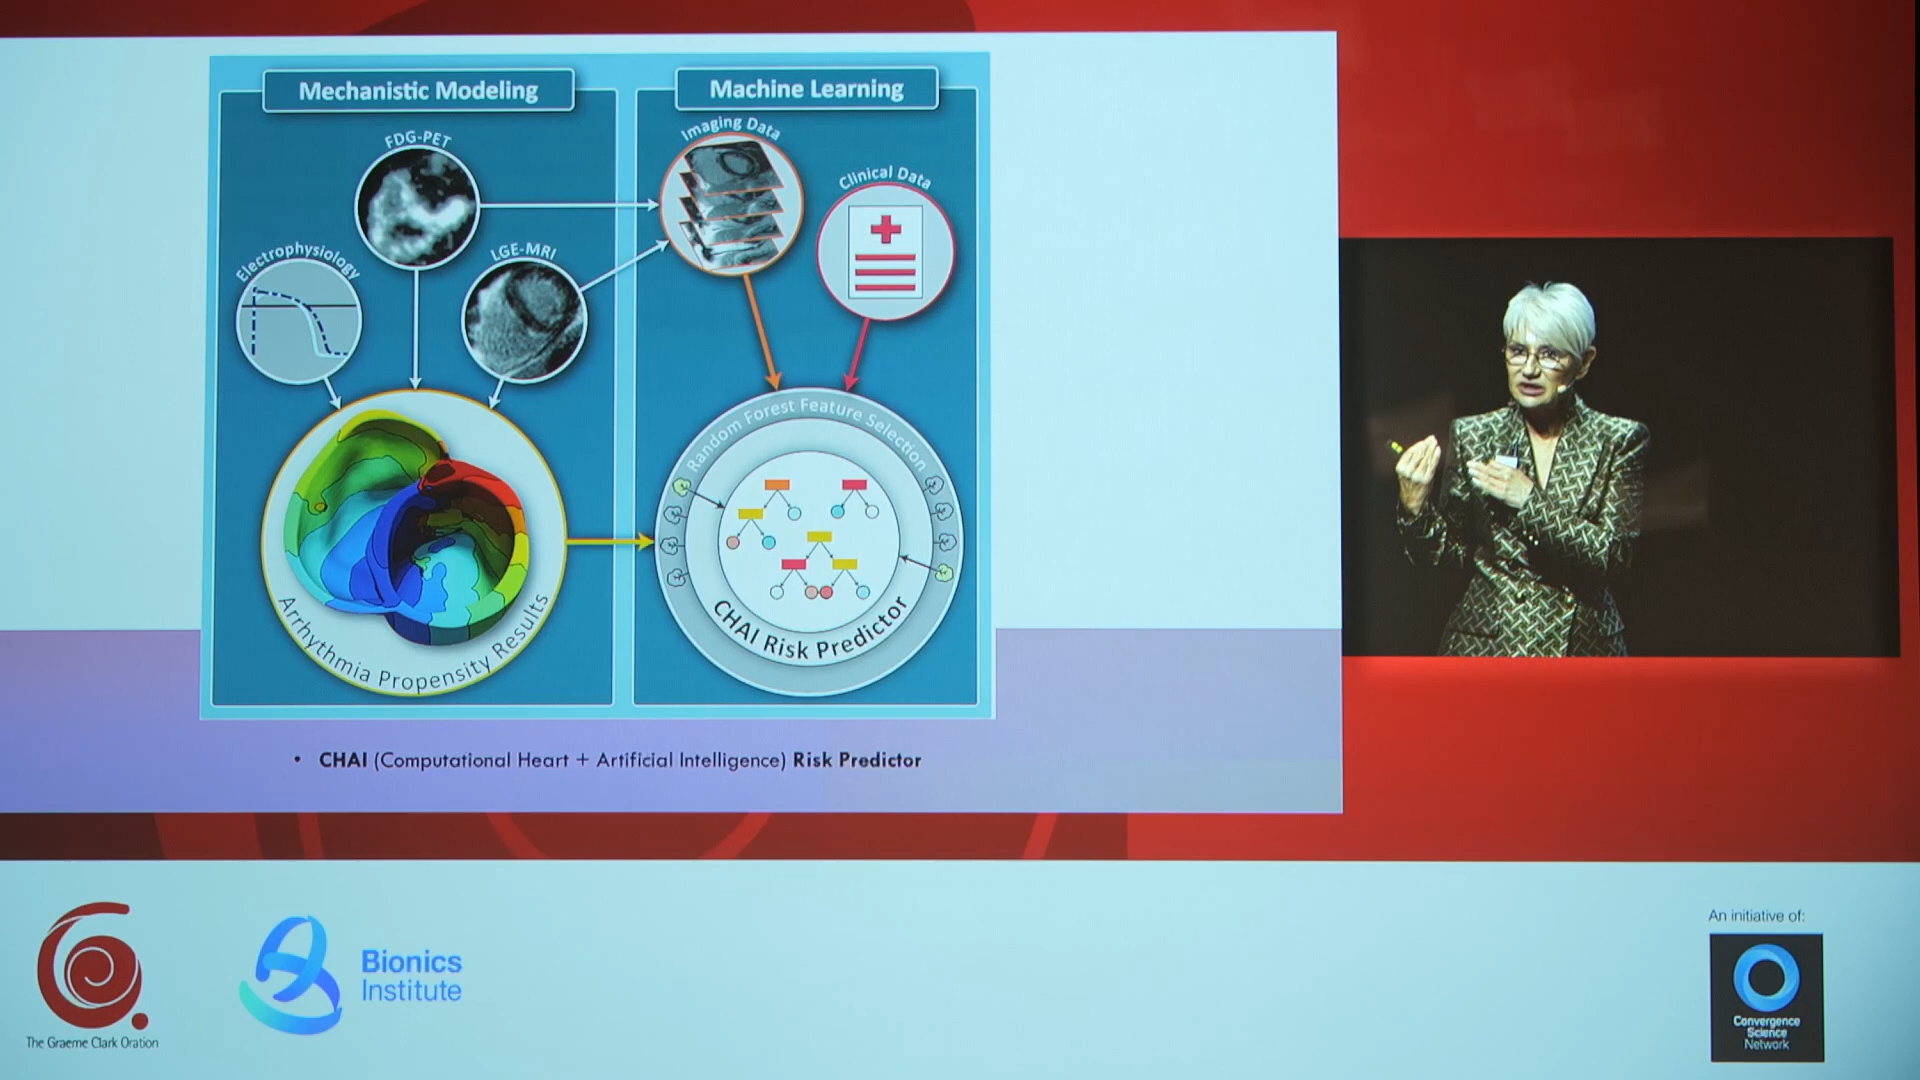 Mechanistic Modeling
Machine Learning
FDG-PET
Electrophysiology
LGE-MRI
Imaging Data
Clinical Data
Arrhythmia Propensity Results
Random Forest Feature Selection
CHAI Risk Predictor
• CHAI (Computational Heart + Artificial Intelligence) Risk Predictor
The Graeme Clark Oration
Bionics
Institute
An initiative of:
Convergence
Science
Network